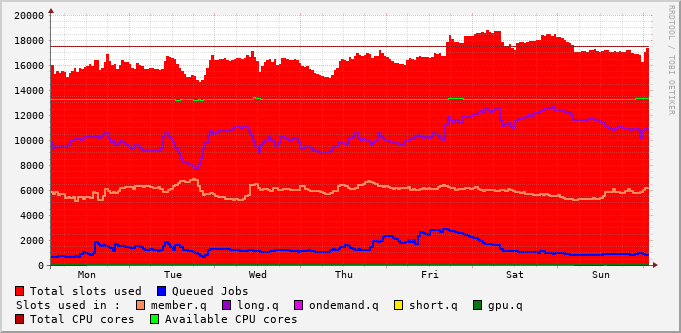 20000
18000
16000
14000
12000
10000
8000
6000
4000
2000
0
Mon Tue Wed Thu Fri Sat Sun
RRDTOOL / TOBI OETIKER
Total slots used Queued Jobs
Slots used in : member.q long.q ondemand.q short.q gpu.q
Total CPU cores Available CPU cores